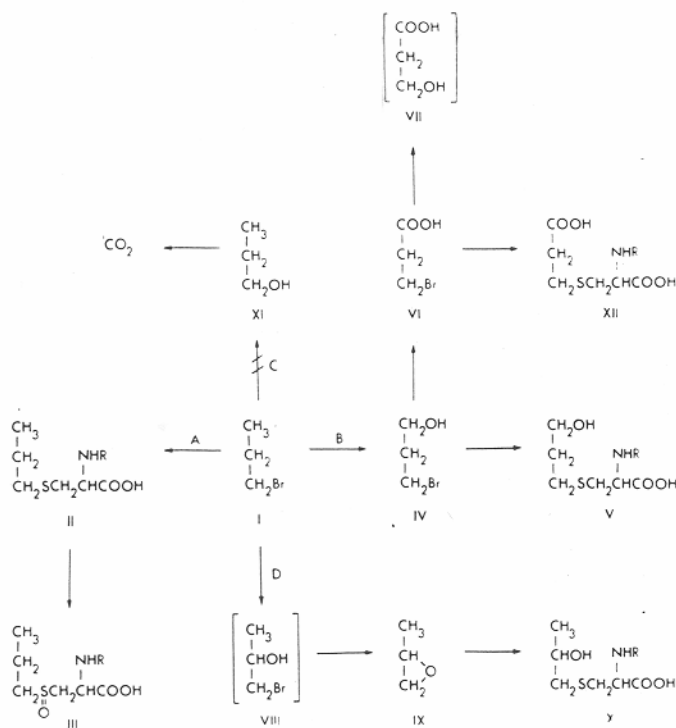 COOH
CH2
CH2OH
VII
CH3
COOH
COOH
CO2
CH2
CH2
CH2
NHR
CH2OH
CH2Br
CH2SCH2CHCOOH
XI
VI
XII
C
CH3
CH3
CH2OH
CH2OH
CH2
NHR
A
CH2
B
CH2
CH2
NHR
CH2SCH2CHCOOH
CH2Br
CH2Br
CH2SCH2CHCOOH
II
I
IV
V
D
CH3
CH3
CH3
CH3
CH2
NHR
CHOH
CH
O
CHOH
NHR
CH2SCH2CHCOOH
CH2Br
CH2
CH2SCH2CHCOOH
O
III
VIII
IX
X